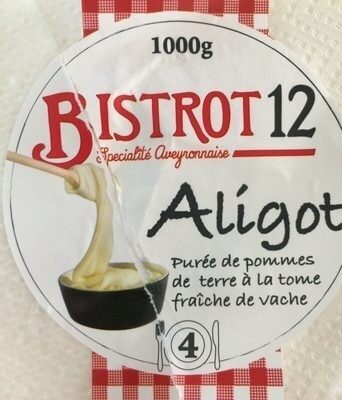 1000g
BISTROT 12
Spécialité Aveyronnaise
Aligot
Purée de pommes
de terre à la tome
fraîche de vache
4